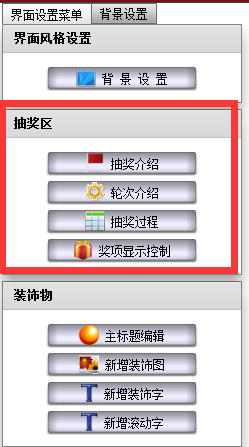 界面设置菜单 背景设置
界面风格设置
背 景 设 置
抽奖区
抽奖介绍
轮次介绍
抽奖过程
奖项显示控制
装饰物
主标题编辑
新增装饰图
T 新增装饰字
T 新增滚动字